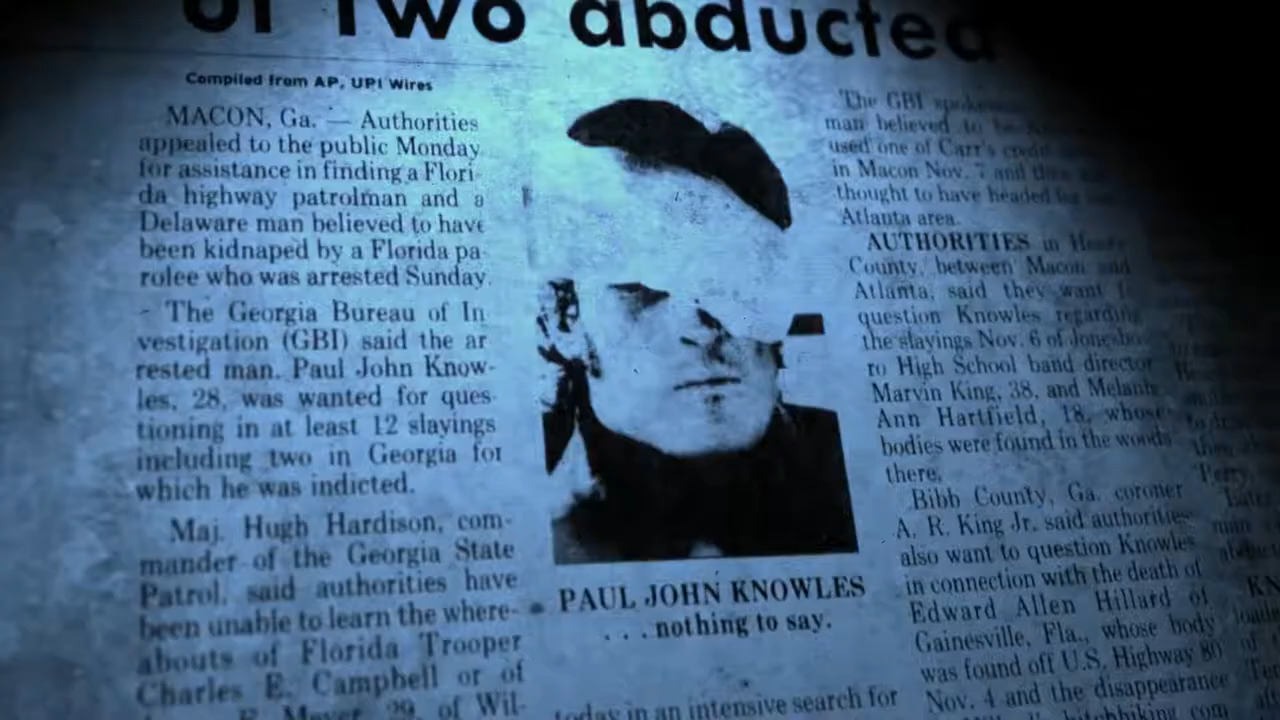 of Two abducted
Compiled from AP, UPI Wires
MACON, Ga. — Authorities
appealed to the public Monday
for assistance in finding a Flori-
da highway patrolman and a
Delaware man believed to have
been kidnaped by a Florida pa-
rolee who was arrested Sunday.
The Georgia Bureau of In
vestigation (GBI) said the ar
rested man, Paul John Know-
les, 28, was wanted for ques
tioning in at least 12 slayings
including two in Georgia for
which he was indicted.
Maj. Hugh Hardison, com-
mander of the Georgia State
Patrol, said authorities have
been unable to learn the where-
abouts of Florida Trooper
Charles E. Campbell or of
Meyer, 29, of Wil-
PAUL JOHN KNOWLES
. . . nothing to say.
today in an intensive search for
The GBI
man believed to be
used one of Carr's
in Macon Nov. 7 and
thought to have headed for
Atlanta area.
AUTHORITIES in Henry
County, between Macon and
Atlanta, said they want
question Knowles regarding
the slayings Nov. 6 of Jonesbo
ro High School band director
Marvin King, 38, and Melanie
Ann Hartfield, 18, whose
bodies were found in the woods
there.
Bibb County, Ga. coroner
A. R. King Jr. said authorities
also want to question Knowles
in connection with the death of
Edward Allen Hillard of
Gainesville, Fla., whose body
was found off U.S. Highway 80
Nov. 4 and the disappearance
hitchhiking com